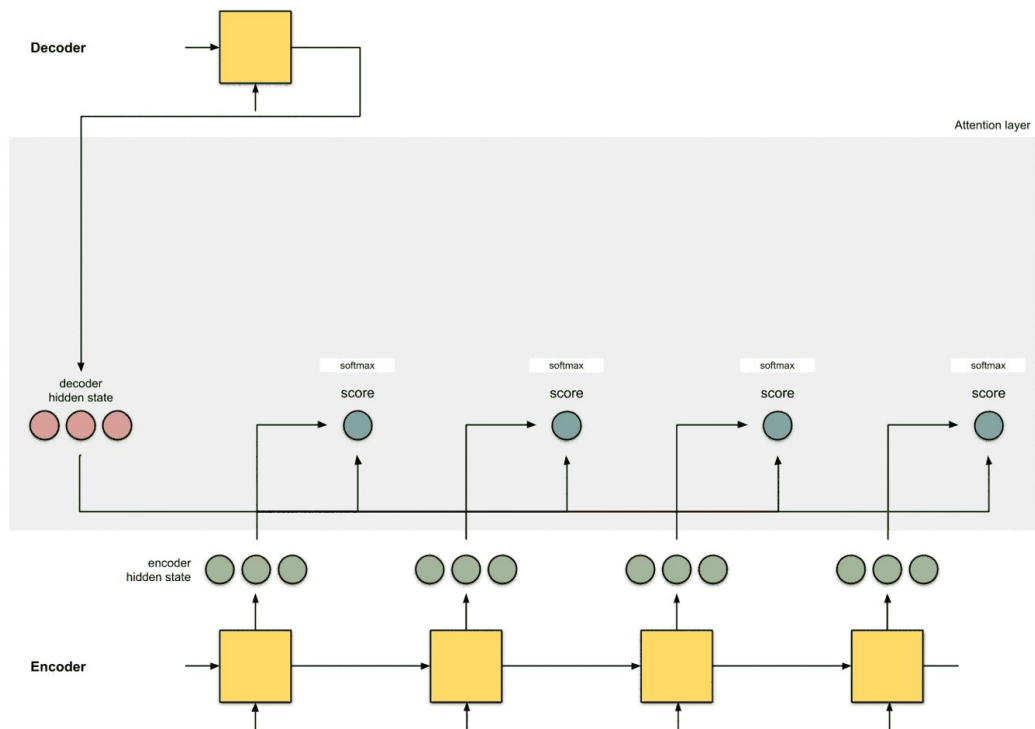 Decoder
Attention layer
softmax softmax softmax softmax
decoder
hidden state
score score score score
encoder
hidden state
Encoder